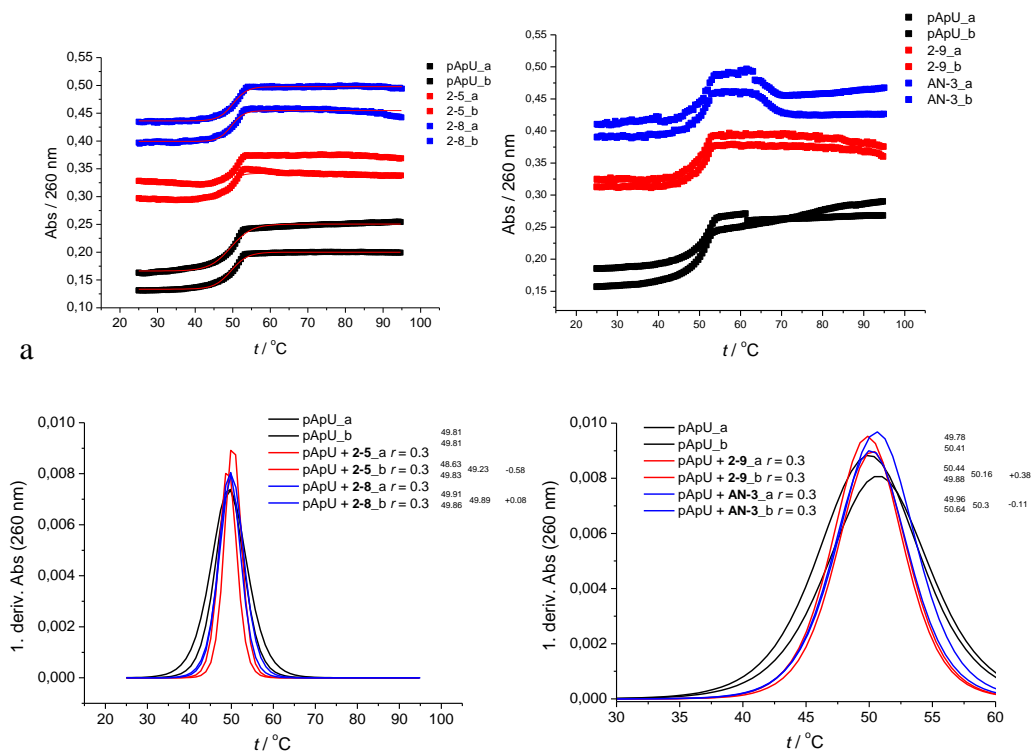 pApU_a
pApU_b
2-5_a
2-5_b
2-8_a
2-8_b
0,55
0,50
0,45
0,40
0,35
0,30
0,25
0,20
0,15
0,10
Abs / 260 nm
20 30 40 50 60 70 80 90 100
t / °C
a
pApU_a
pApU_b
2-9_a
2-9_b
AN-3_a
AN-3_b
0,55
0,50
0,45
0,40
0,35
0,30
0,25
0,20
0,15
Abs / 260 nm
20 30 40 50 60 70 80 90 100
t / °C
pApU_a
pApU_b
pApU + 2-5_a r = 0.3
pApU + 2-5_b r = 0.3
pApU + 2-8_a r = 0.3
pApU + 2-8_b r = 0.3
49.81
49.81
48.63
49.83 49.23 -0.58
49.91
49.86 49.89 +0.08
0,010
0,008
0,006
0,004
0,002
0,000
1. deriv. Abs (260 nm)
20 30 40 50 60 70 80 90 100
t / °C
pApU_a
pApU_b
pApU + 2-9_a r = 0.3
pApU + 2-9_b r = 0.3
pApU + AN-3_a r = 0.3
pApU + AN-3_b r = 0.3
49.78
50.41
50.44
49.88 50.16 +0.38
49.96
50.64 50.3 -0.11
0,010
0,008
0,006
0,004
0,002
0,000
1. deriv. Abs (260 nm)
30 35 40 45 50 55 60
t / °C